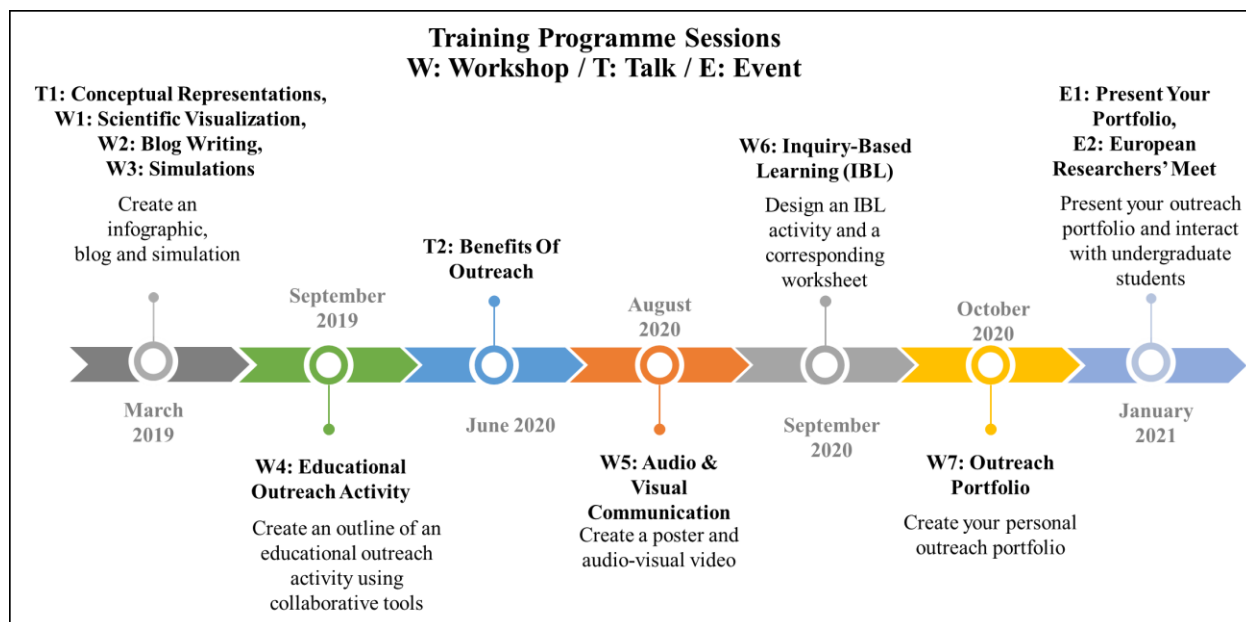 Training Programme Sessions
W: Workshop / T: Talk / E: Event
T1: Conceptual Representations,
W1: Scientific Visualization,
W2: Blog Writing,
W3: Simulations
Create an
infographic,
blog and simulation
March
2019
September
2019
W4: Educational
Outreach Activity
Create an outline of an
educational outreach
activity using
collaborative tools
T2: Benefits Of
Outreach
June 2020
August
2020
W5: Audio &
Visual
Communication
Create a poster and
audio-visual video
W6: Inquiry-Based
Learning (IBL)
Design an IBL
activity and a
corresponding
worksheet
September
2020
October
2020
W7: Outreach
Portfolio
Create your personal
outreach portfolio
E1: Present Your
Portfolio,
E2: European
Researchers’ Meet
Present your outreach
portfolio and interact
with undergraduate
students
January
2021